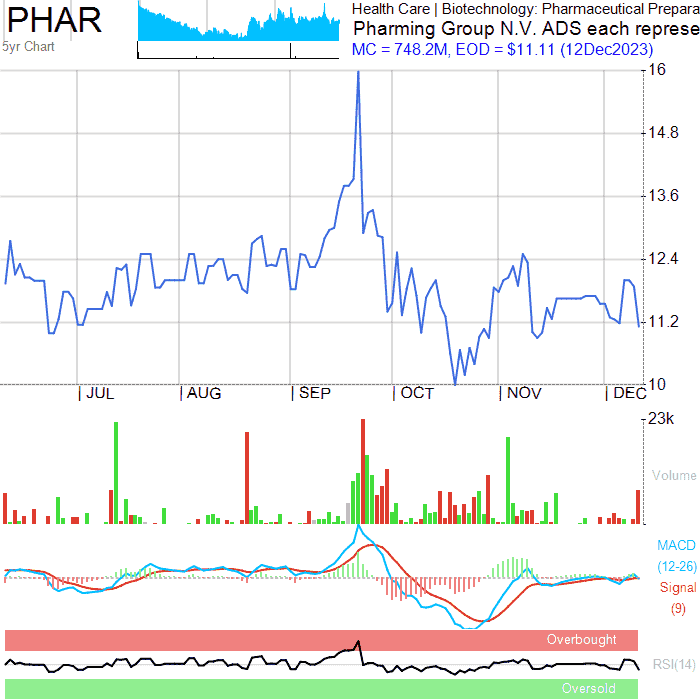 PHAR
Health Care | Biotechnology: Pharmaceutical Prepara
Pharming Group N.V. ADS each represe
5yr Chart
MC = 748.2M, EOD = $11.11 (12Dec2023)
16
14.8
13.6
12.4
11.2
10
JUL
AUG
SEP
OCT
NOV
DEC
23k
Volume
MACD
(12-26)
Signal
(9)
Overbought
RSI(14)
Oversold